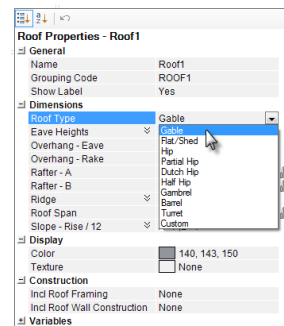 Roof Properties - Roof1
General
Name Roof1
Grouping Code ROOF1
Show Label Yes
Dimensions
Roof Type Gable
Eave Heights Gable
Overhang - Eave Flat/Shed
Overhang - Rake Hip
Rafter - A Partial Hip
Rafter - B Dutch Hip
Ridge Half Hip
Roof Span Gambrel
Slope - Rise / 12 Barrel
Turret
Custom
Display
Color 140, 143, 150
Texture None
Construction
Incl Roof Framing None
Incl Roof Wall Construction None
Variables